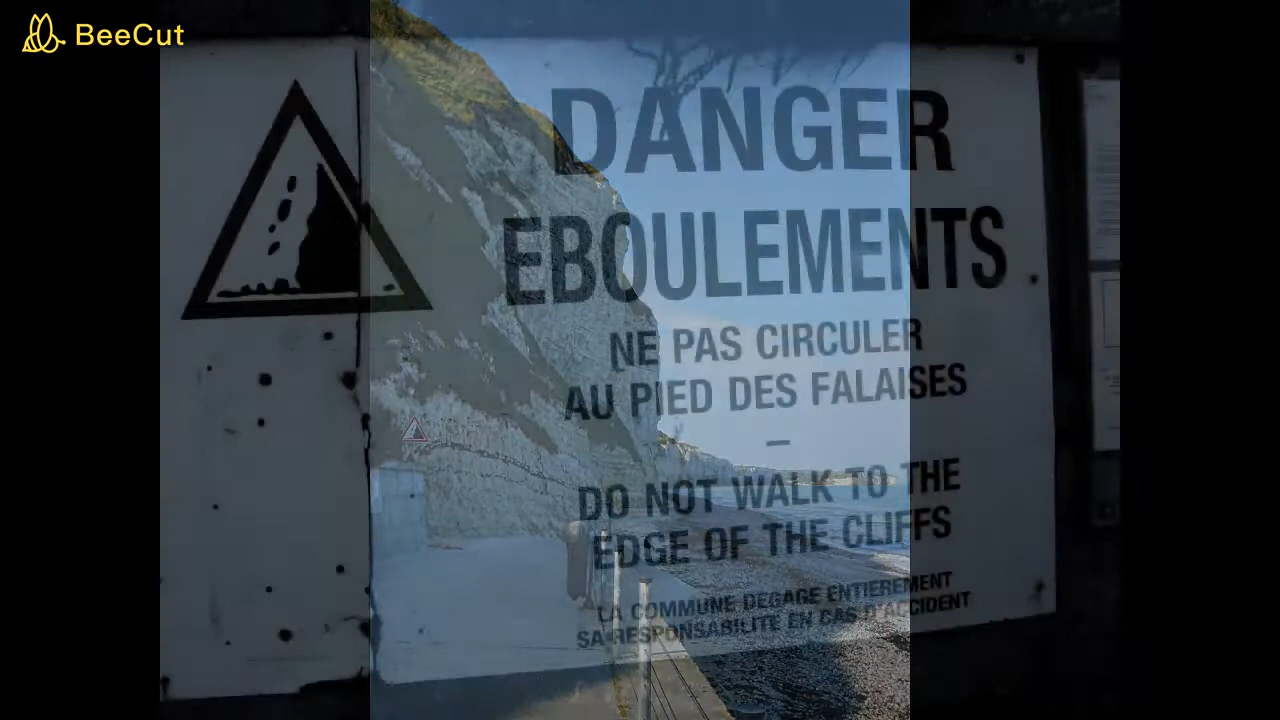 BeeCut
DANGER
EBOULEMENTS
NE PAS CIRCULER
AU PIED DES FALAISES
–
DO NOT WALK TO THE
EDGE OF THE CLIFFS
LA COMMUNE DEGAGE ENTIEREMENT
SA RESPONSABILITE EN CAS D'ACCIDENT